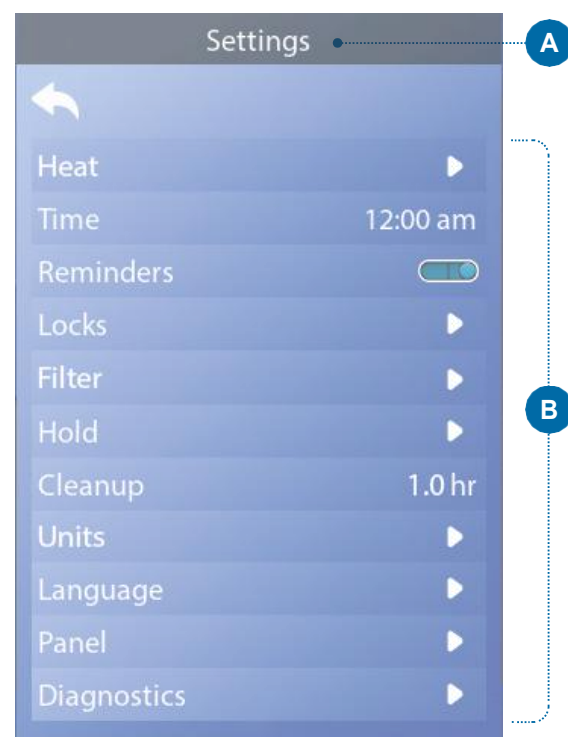 Settings
A
Heat
Time 12:00 am
Reminders
Locks
Filter
Hold
B
Cleanup 1.0 hr
Units
Language
Panel
Diagnostics